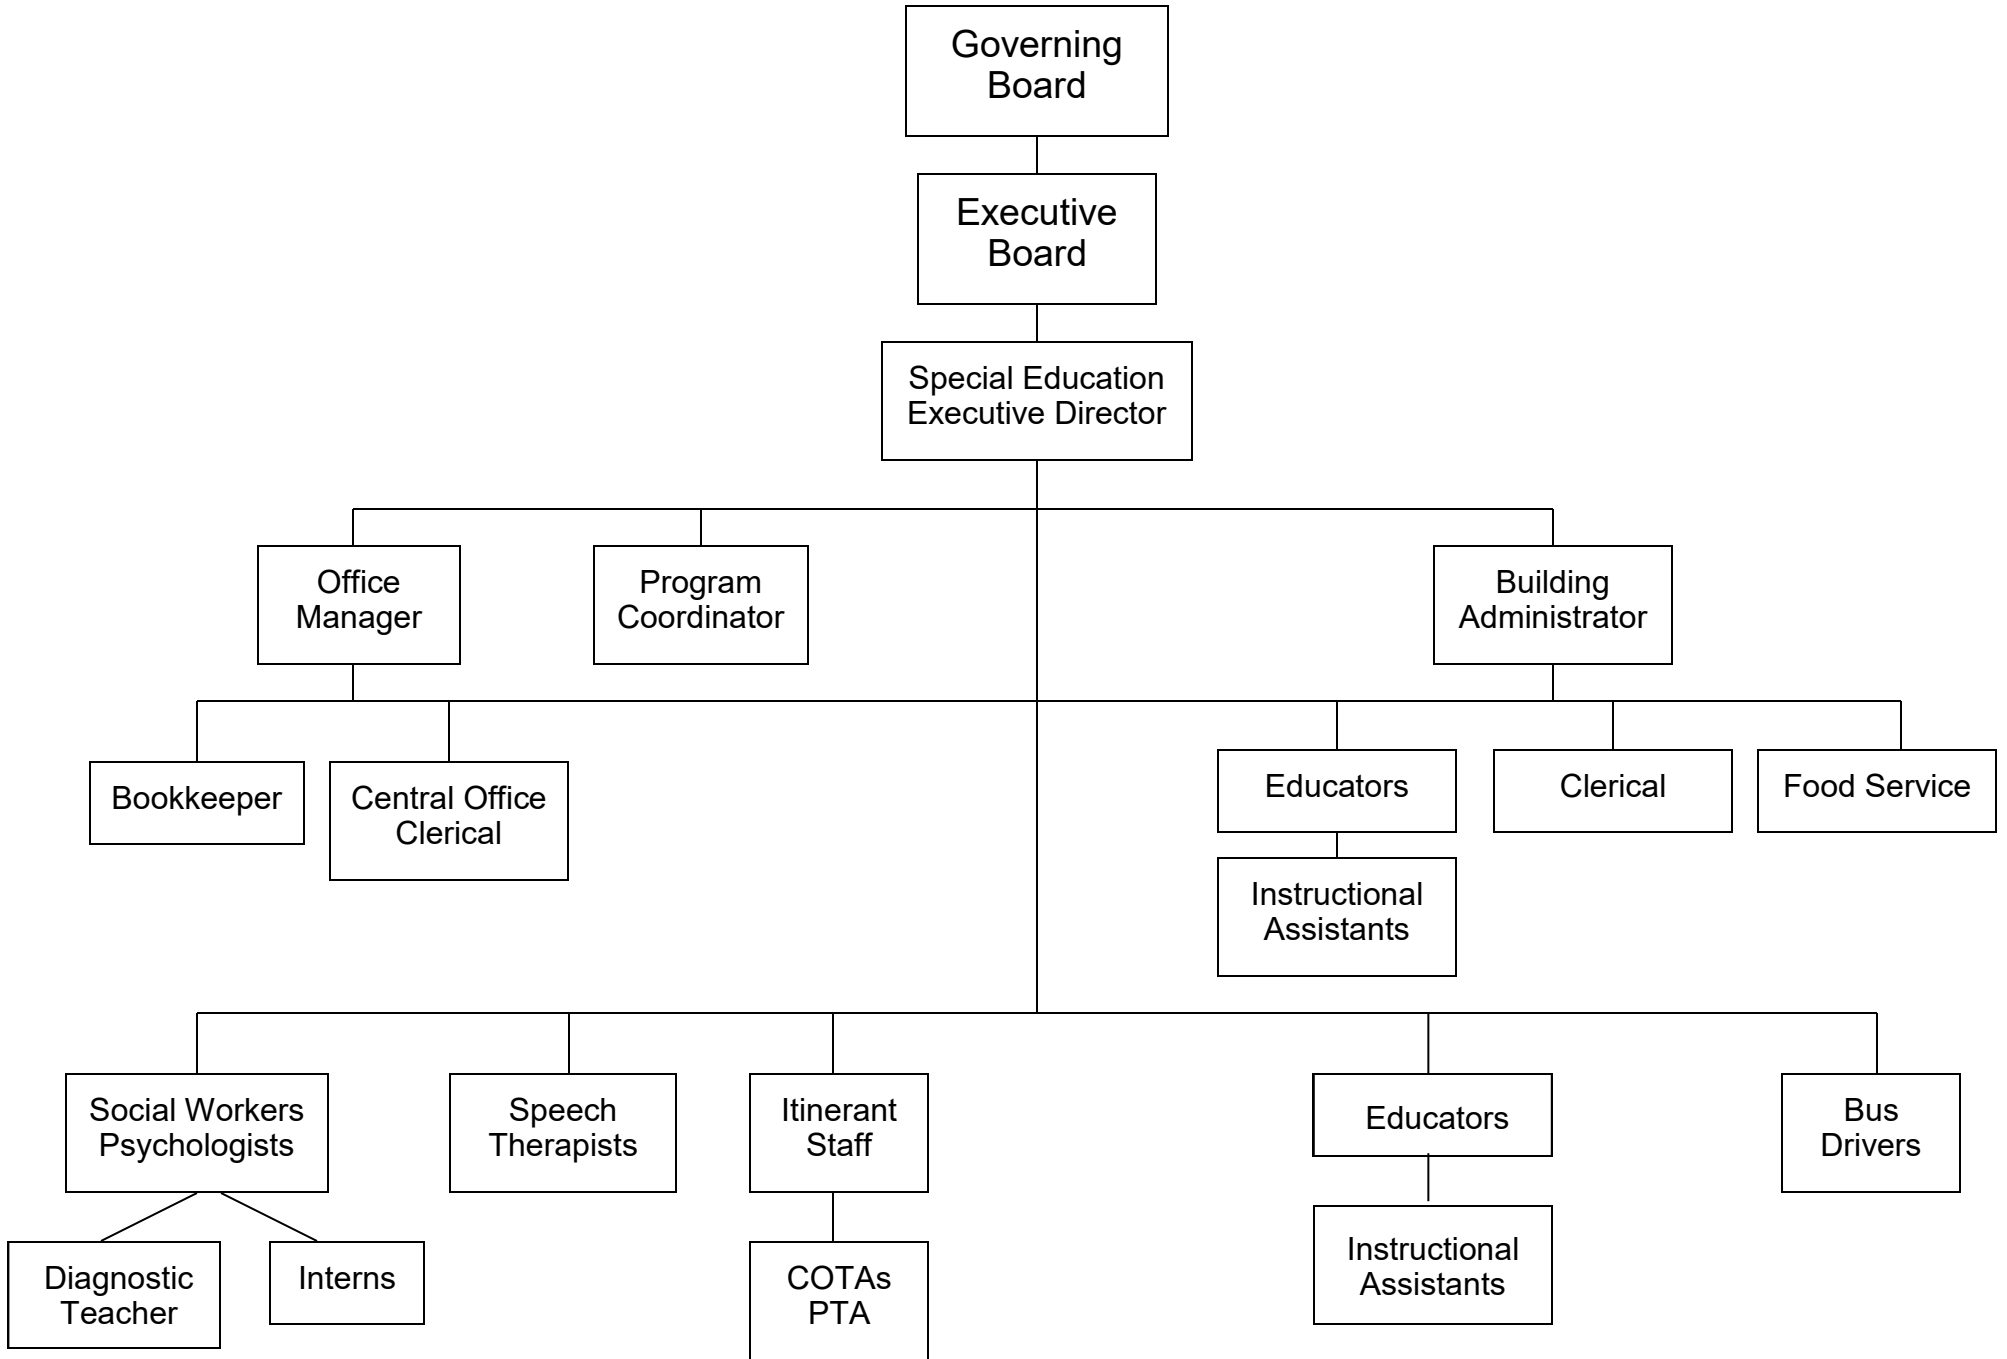 Governing
Board
Executive
Board
Special Education
Executive Director
Office
Manager
Program
Coordinator
Building
Administrator
Bookkeeper
Central Office
Clerical
Educators
Clerical
Food Service
Instructional
Assistants
Social Workers
Psychologists
Speech
Therapists
Itinerant
Staff
Educators
Bus
Drivers
Diagnostic
Teacher
Interns
COTAs
PTA
Instructional
Assistants